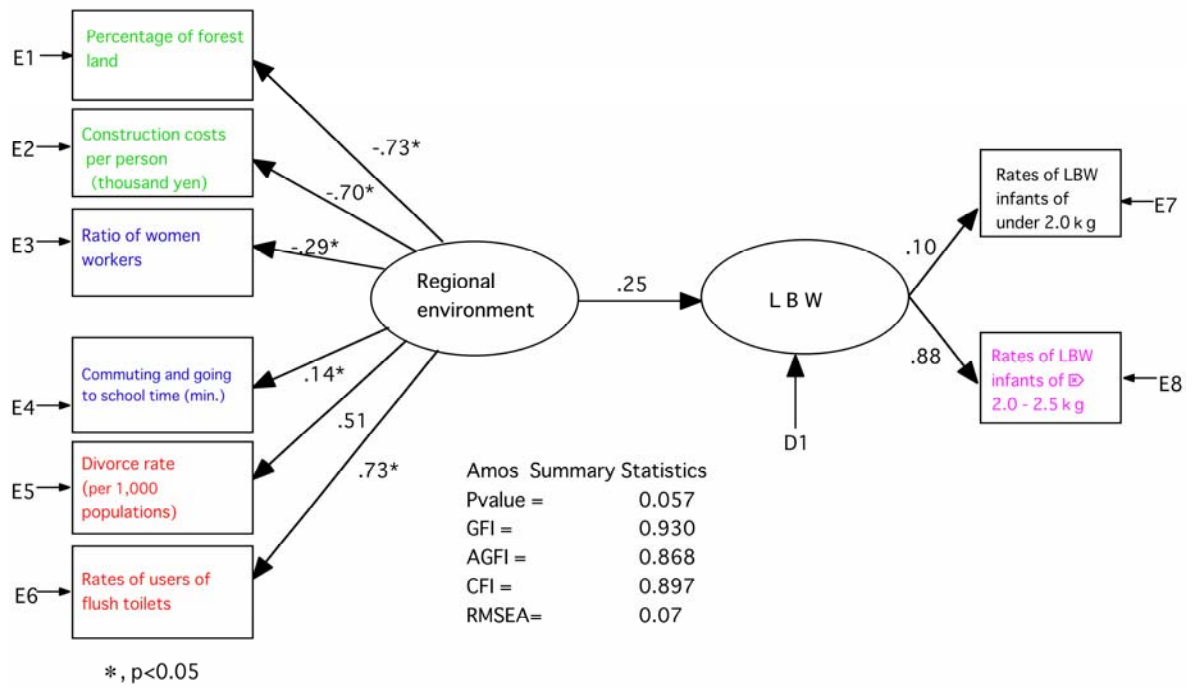 E1
Percentage of forest
land
E2
Construction costs
per person
(thousand yen)
E3
Ratio of women
workers
E4
Commuting and going
to school time (min.)
E5
Divorce rate
(per 1,000
populations)
E6
Rates of users of
flush toilets
-.73*
-.70*
-.29*
.14*
.51
.73*
Regional
environment
.25
L B W
D1
.10
.88
Rates of LBW
infants of
under 2.0 k g
E7
Rates of LBW
infants of
2.0 - 2.5 k g
E8
Amos Summary Statistics
Pvalue = 0.057
GFI = 0.930
AGFI = 0.868
CFI = 0.897
RMSEA= 0.07
*, p<0.05